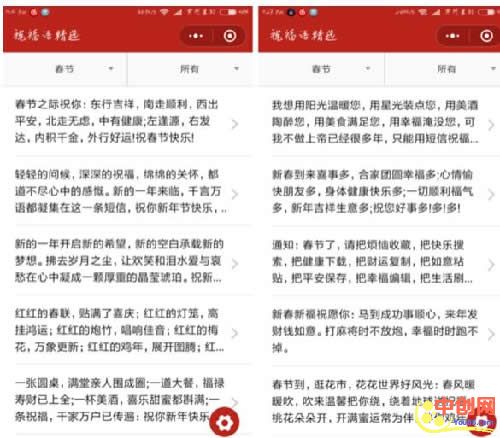 祝福语精选
春节
所有
春节之际祝你：东行吉祥，南走顺利，西出
平安，北走无虑，中有健康;左逢源，右发
达，内积千金，外行好运!祝春节快乐!
轻轻的问候，深深的祝福，绵绵的关怀，都
道不尽心中的感慨。新的一年来临，千言万
语都凝集在这一条短信，祝你新年节快乐，..
新的一年开启新的希望，新的空白承载新的
梦想。拂去岁月之尘，让欢笑和泪水爱与哀
愁在心中凝成一颗厚重的晶莹琥珀。祝新...
红红的春联，贴满了喜庆；红红的灯笼，高
挂鸿运；红红的炮竹，唱响佳音；红红的梅
花，万象更新；红红的年，展开图腾；红...
一张圆桌，满堂亲人围成圈;一道大餐，福禄
寿财已上全;一杯美酒，喜乐甜蜜都斟满;一
条祝福，千家万户已传遍：祝你新年快乐...
祝福语精选
春节
所有
我想用阳光温暖您，用星光装点您，用美酒
陶醉您，用美食满足您，用幸福淹没您，可
我不做上帝已经很多年，只能用短信祝福...
新春到来喜事多，合家团圆幸福多;心情愉
快朋友多，身体健康快乐多;一切顺利福气
多，新年吉祥生意多;祝您好事多!多!多!
通知：春节了，请把烦恼收藏，把快乐搜
索，把健康下载，把财运复制，把如意粘
贴，把平安保存，把幸福编辑，把生活刷...
新春新福祝愿你：马到成功事顺心，来年发
财钱如意。打麻将时不放炮，幸福时时跑不
掉。
春节到，逛花市，花花世界好风光：春风暖
暖吹，吹来温馨把你绕，绕着地球
桃花朵朵开，开满蜜运常为伴
中创网